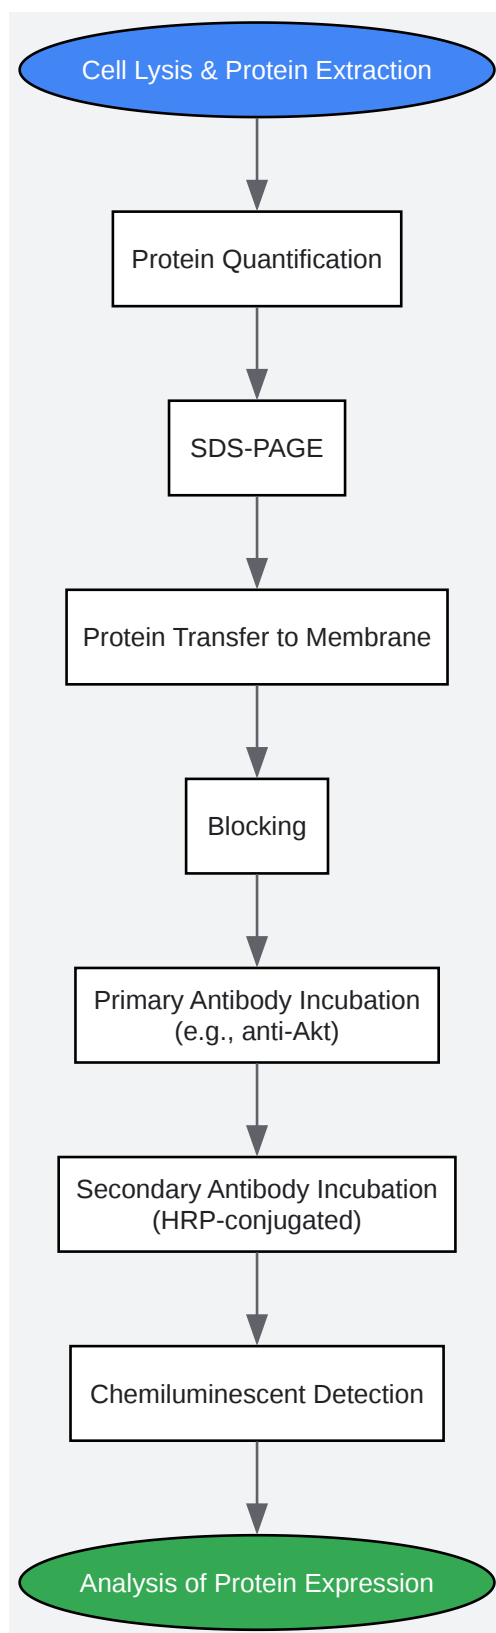 Cell Lysis & Protein Extraction
Protein Quantification
SDS-PAGE
Protein Transfer to Membrane
Blocking
Primary Antibody Incubation
(e.g., anti-Akt)
Secondary Antibody Incubation
(HRP-conjugated)
Chemiluminescent Detection
Analysis of Protein Expression